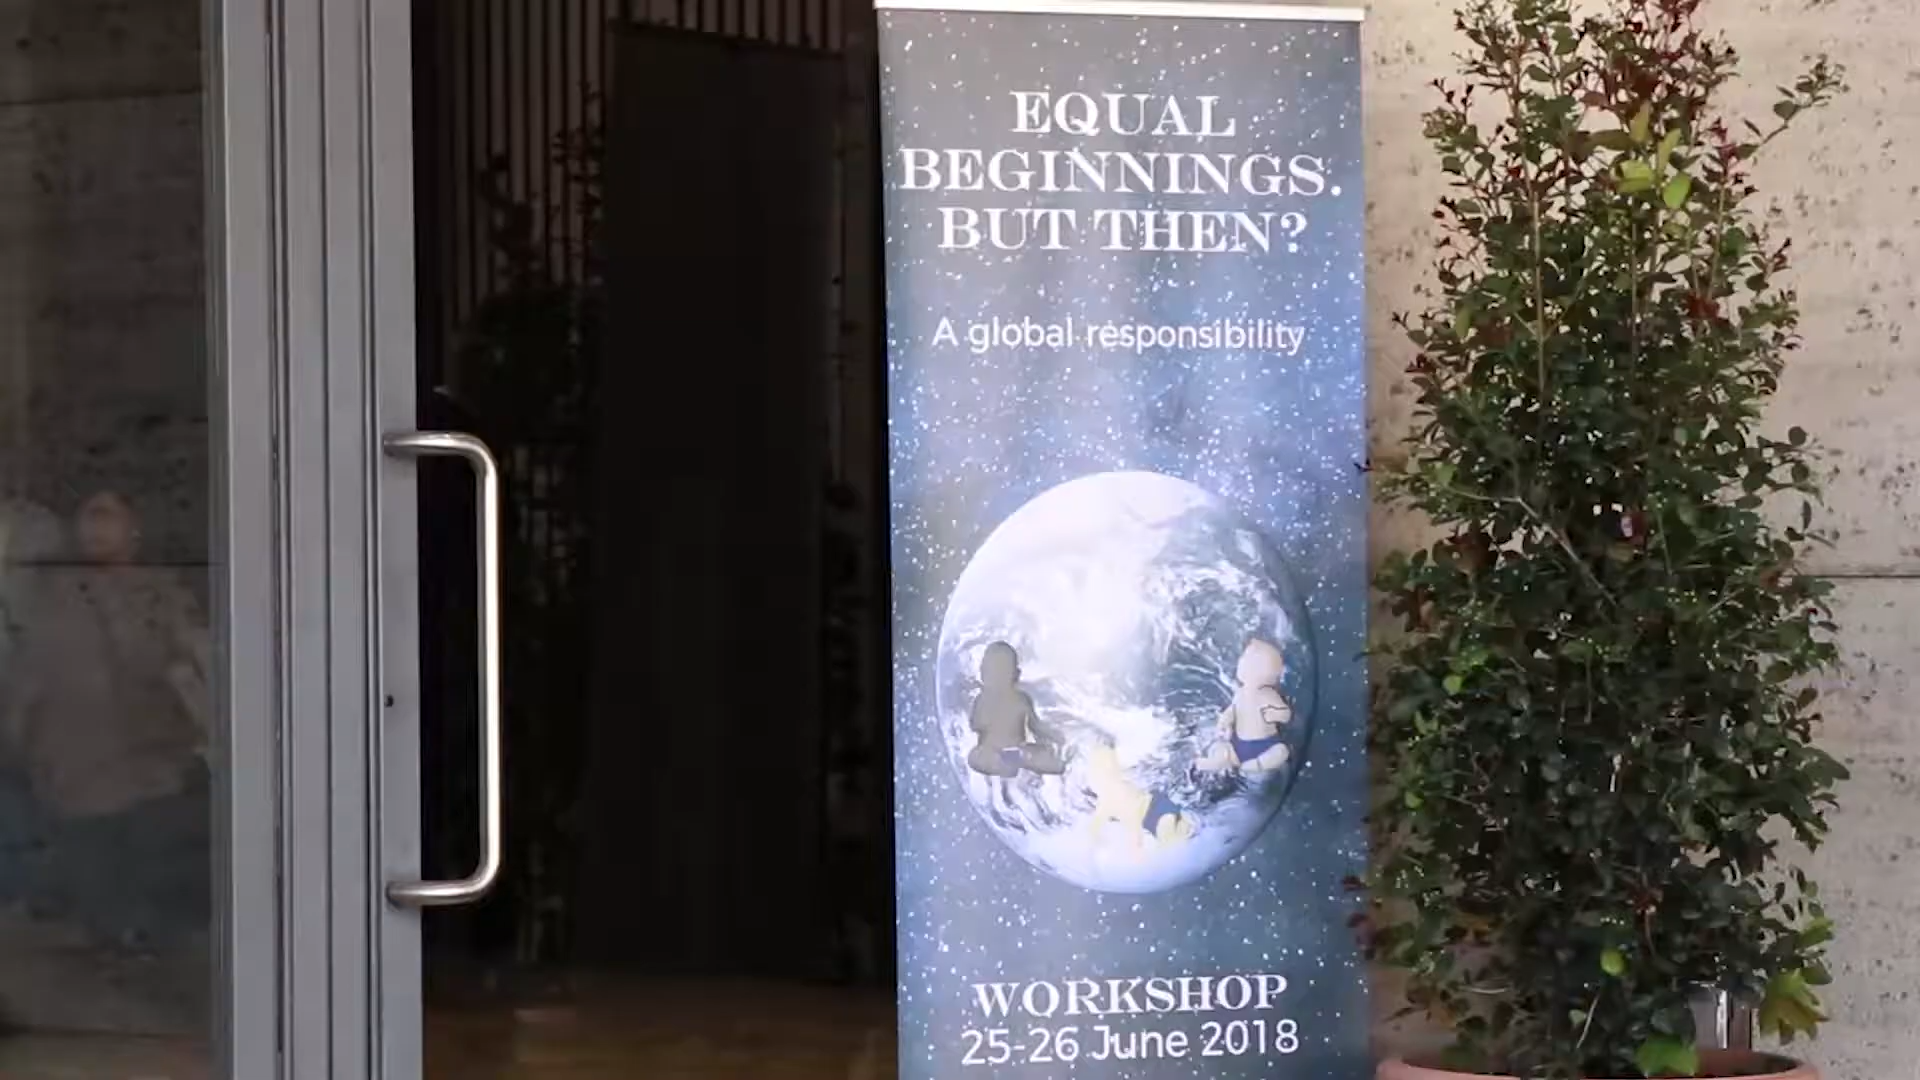 EQUAL
BEGINNINGS.
BUT THEN?
A global responsibility
WORKSHOP
25-26 June 2018